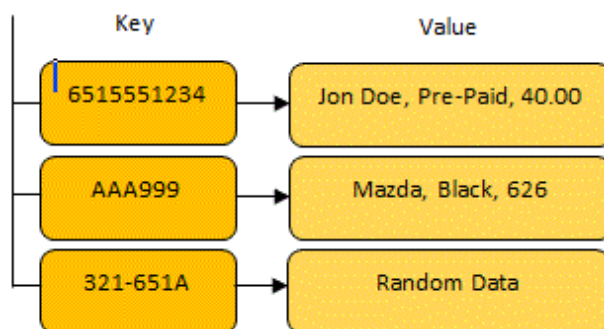 Key Value
6515551234 Jon Doe, Pre-Paid, 40.00
AAA999 Mazda, Black, 626
321-651A Random Data